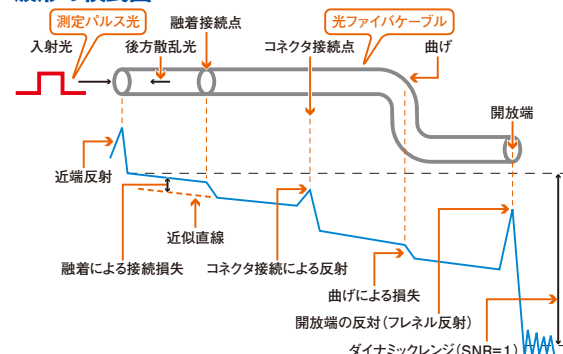 測定パルス光
融着接続点
光ファイバケーブル
入射光
後方散乱光
コネクタ接続点
曲げ
開放端
近端反射
近似直線
融着による接続損失
コネクタ接続による反射
曲げによる損失
開放端の反対(フレネル反射)
ダイナミックレンジ(SNR=1)